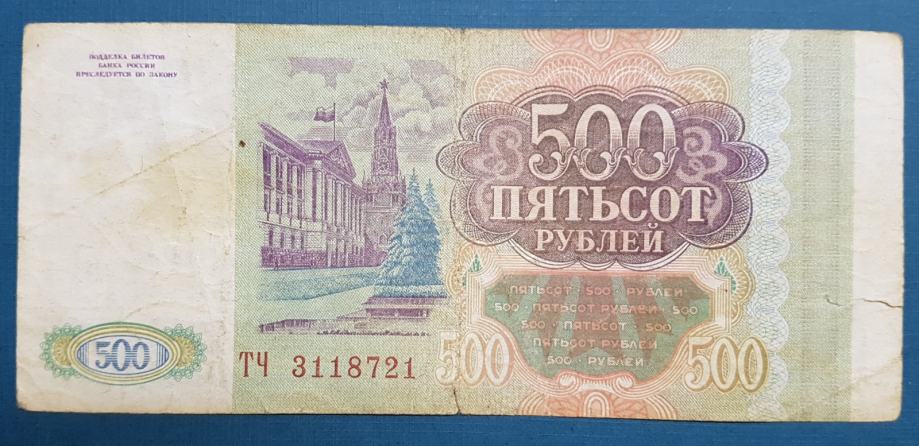 ПОДДЕЛКА БИЛЕТОВ
БАНКА РОССИИ
ПРЕСЛЕДУЕТСЯ ПО ЗАКОНУ
500
ПЯТЬСОТ
РУБЛЕЙ
ПЯТЬСОТ · 500 · РУБЛЕЙ
500 · ПЯТЬСОТ РУБЛЕЙ · 500
500 · ПЯТЬСОТ · 500
ПЯТЬСОТ РУБЛЕЙ
500 · РУБЛЕЙ
500
ТЧ 3118721
500
500